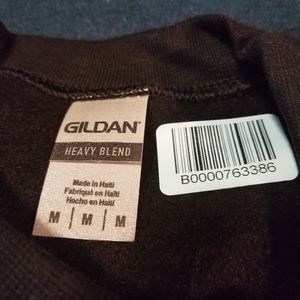 GILDAN
HEAVY BLEND
Made in Haiti
Fabriqué en Haïti
Hecho en Haití
M M M
B0000763386